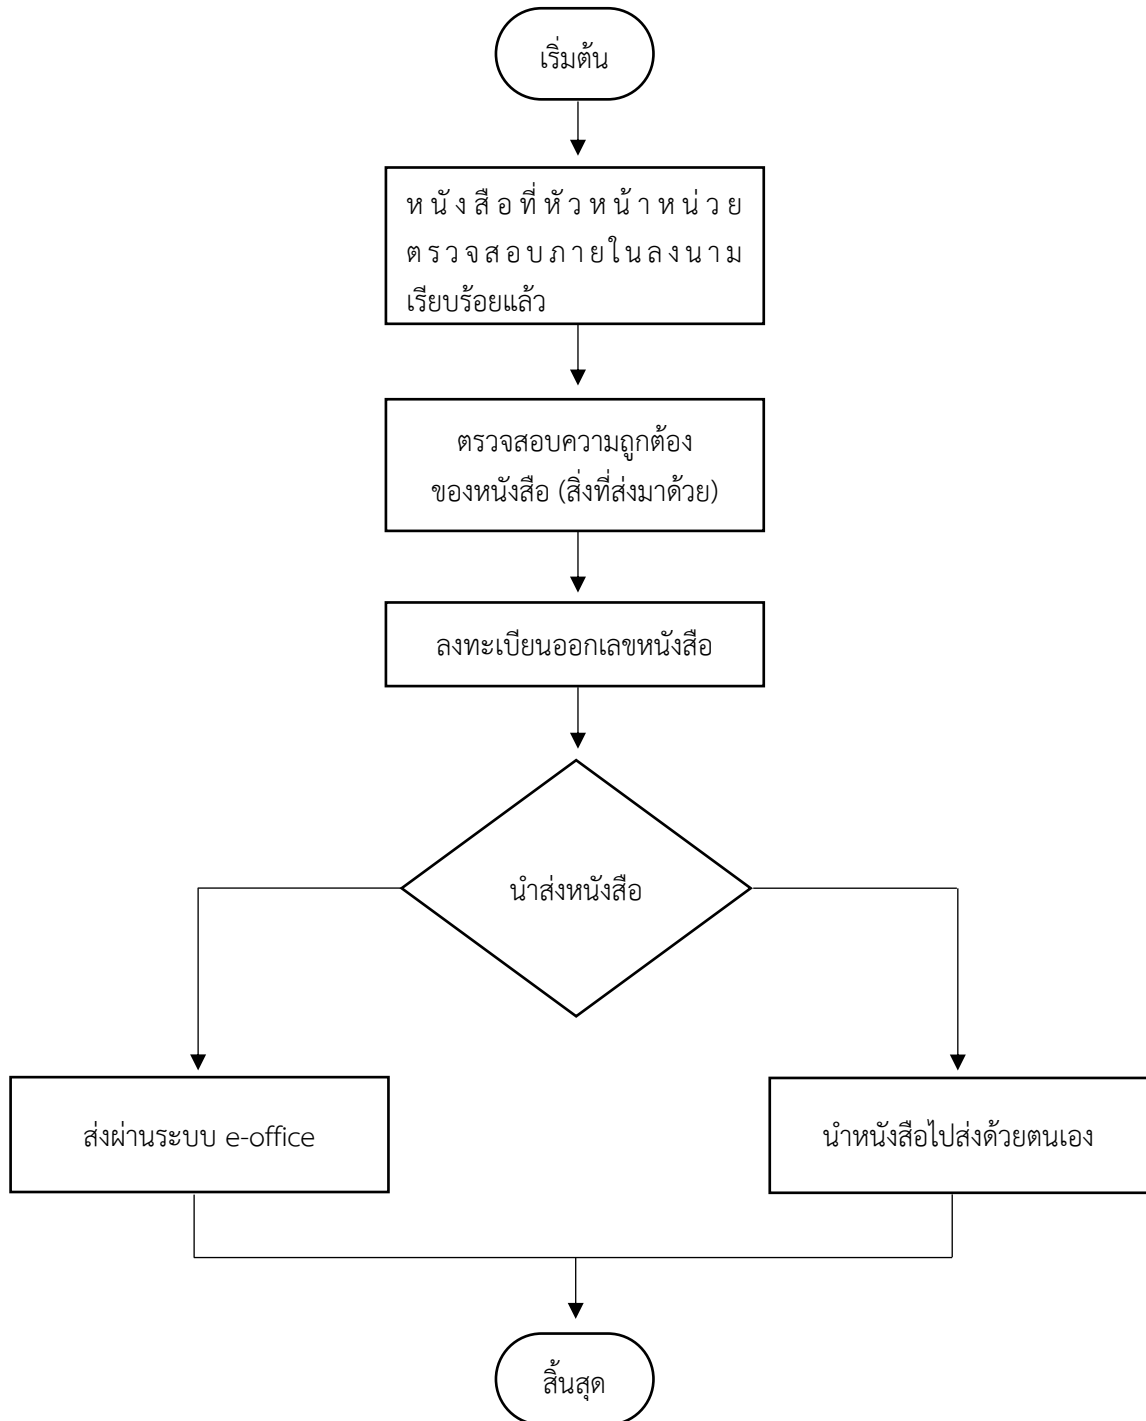 เริ่มต้น
หนังสือที่หัวหน้าหน่วย
ตรวจสอบภายในลงนาม
เรียบร้อยแล้ว
ตรวจสอบความถูกต้อง
ของหนังสือ (สิ่งที่ส่งมาด้วย)
ลงทะเบียนออกเลขหนังสือ
นำส่งหนังสือ
ส่งผ่านระบบ e-office
นำหนังสือไปส่งด้วยตนเอง
สิ้นสุด